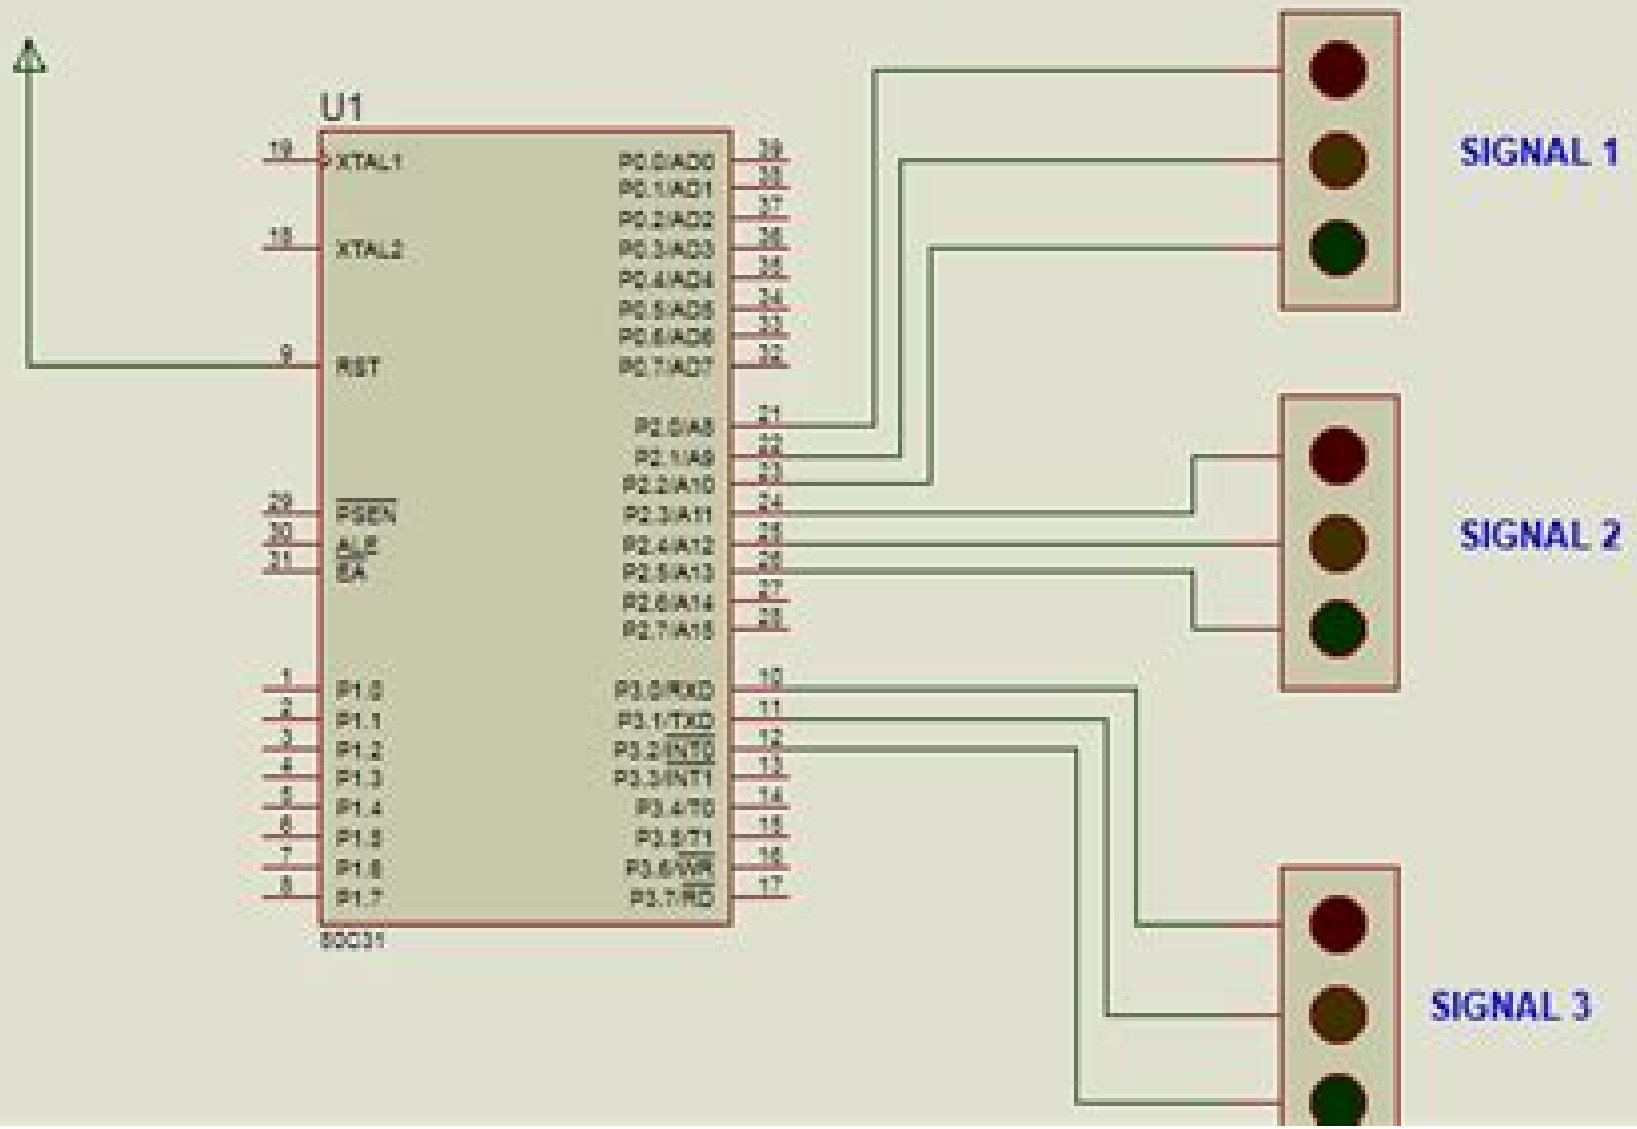 U1
19
XTAL1
18
XTAL2
9
RST
29
PSEN
30
ALE
31
EA
1
P1.0
2
P1.1
3
P1.2
4
P1.3
5
P1.4
6
P1.5
7
P1.6
8
P1.7
80C31
P0.0/AD0
39
P0.1/AD1
38
P0.2/AD2
37
P0.3/AD3
36
P0.4/AD4
35
P0.5/AD5
34
P0.6/AD6
33
P0.7/AD7
32
P2.0/A8
21
P2.1/A9
22
P2.2/A10
23
P2.3/A11
24
P2.4/A12
25
P2.5/A13
26
P2.6/A14
27
P2.7/A15
28
P3.0/RXD
10
P3.1/TXD
11
P3.2/INT0
12
P3.3/INT1
13
P3.4/T0
14
P3.5/T1
15
P3.6/WR
16
P3.7/RD
17
SIGNAL 1
SIGNAL 2
SIGNAL 3